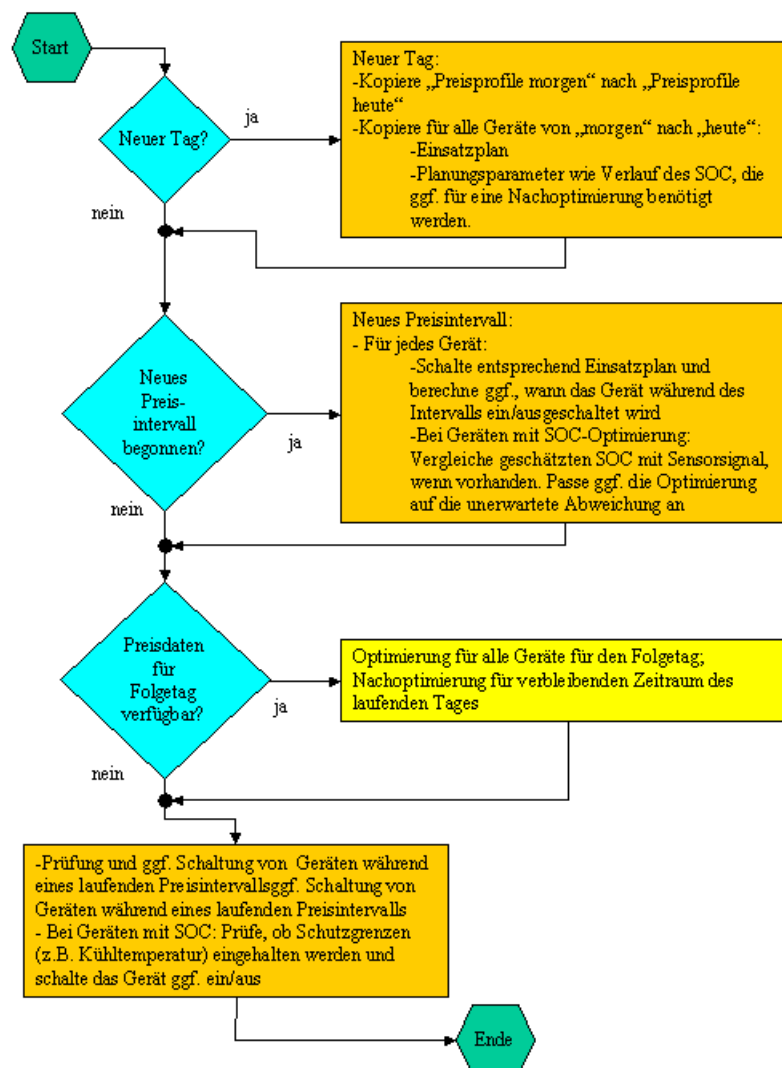 Start
Neuer Tag?
ja
nein
Neuer Tag:
-Kopiere „Preisprofile morgen“ nach „Preisprofile
heute“
-Kopiere für alle Geräte von „morgen“ nach „heute“:
-Einsatzplan
-Planungsparameter wie Verlauf des SOC, die
ggf. für eine Nachoptimierung benötigt
werden.
Neues
Preis-
intervall
begonnen?
ja
nein
Neues Preisintervall:
- Für jedes Gerät:
-Schalte entsprechend Einsatzplan und
berechne ggf., wann das Gerät während des
Intervalls ein/ausgeschaltet wird
-Bei Geräten mit SOC-Optimierung:
Vergleiche geschätzten SOC mit Sensorsignal,
wenn vorhanden. Passe ggf. die Optimierung
auf die unerwartete Abweichung an
Preisdaten
für
Folgetag
verfügbar?
ja
nein
Optimierung für alle Geräte für den Folgetag;
Nachoptimierung für verbleibenden Zeitraum des
laufenden Tages
-Prüfung und ggf. Schaltung von Geräten während
eines laufenden Preisintervallsggf. Schaltung von
Geräten während eines laufenden Preisintervalls
- Bei Geräten mit SOC: Prüfe, ob Schutzgrenzen
(z.B. Kühltemperatur) eingehalten werden und
schalte das Gerät ggf. ein/aus
Ende